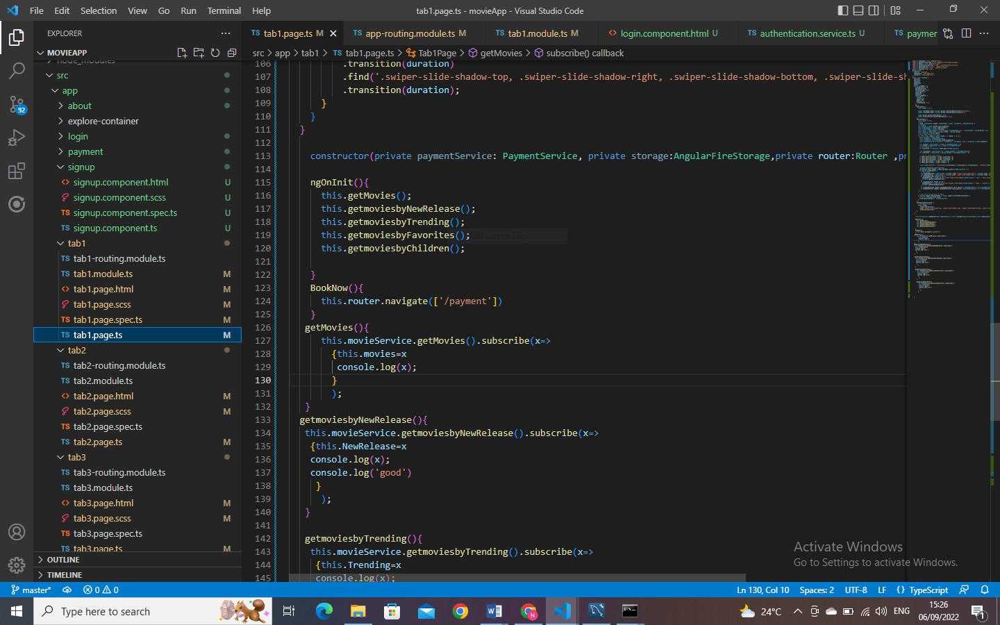 File Edit Selection View Go Run Terminal Help tab1.page.ts - movieApp - Visual Studio Code
EXPLORER
MOVIEAPP
node_modules
src
app
about
explore-container
login
payment
signup
signup.component.html U
signup.component.scss U
signup.component.spec.ts U
signup.component.ts U
tab1
TS tab1-routing.module.ts
TS tab1.module.ts M
tab1.page.html M
tab1.page.scss M
TS tab1.page.spec.ts M
TS tab1.page.ts M
tab2
TS tab2-routing.module.ts
TS tab2.module.ts
tab2.page.html M
tab2.page.scss M
TS tab2.page.spec.ts
TS tab2.page.ts M
tab3
TS tab3-routing.module.ts
TS tab3.module.ts
tab3.page.html M
tab3.page.scss M
TS tab3.page.spec.ts
TS tab3.page.ts M
OUTLINE
TIMELINE
92
TS tab1.page.ts M TS app-routing.module.ts M TS tab1.module.ts M <> login.component.html U TS authentication.service.ts U TS paymer
src > app > tab1 > TS tab1.page.ts > Tab1Page > getMovies > subscribe() callback
106 .transition(duration)
107 .find('.swiper-slide-shadow-top, .swiper-slide-shadow-right, .swiper-slide-shadow-bottom, .swiper-slide-sh
108 .transition(duration);
109 }
110 }
111 }
112
113 constructor(private paymentService: PaymentService, private storage:AngularFireStorage,private router:Router ,pr
114
115 ngOnInit(){
116 this.getMovies();
117 this.getmoviesbyNewRelease();
118 this.getmoviesbyTrending();
119 this.getmoviesbyFavorites();
120 this.getmoviesbyChildren();
121
122 }
123 BookNow(){
124 this.router.navigate(['/payment'])
125 }
126 getMovies(){
127 this.movieService.getMovies().subscribe(x=>
128 {this.movies=x
129 console.log(x);
130 }
131 );
132 }
133 getmoviesbyNewRelease(){
134 this.movieService.getmoviesbyNewRelease().subscribe(x=>
135 {this.NewRelease=x
136 console.log(x);
137 console.log('good')
138 }
139 );
140 }
141
142 getmoviesbyTrending(){
143 this.movieService.getmoviesbyTrending().subscribe(x=>
144 {this.Trending=x
145 console.log(x);
Activate Windows
Go to Settings to activate Windows.
master* 0 0 Ln 130, Col 10 Spaces: 2 UTF-8 LF {} TypeScript
Type here to search 24°C ENG 15:26
06/09/2022 1